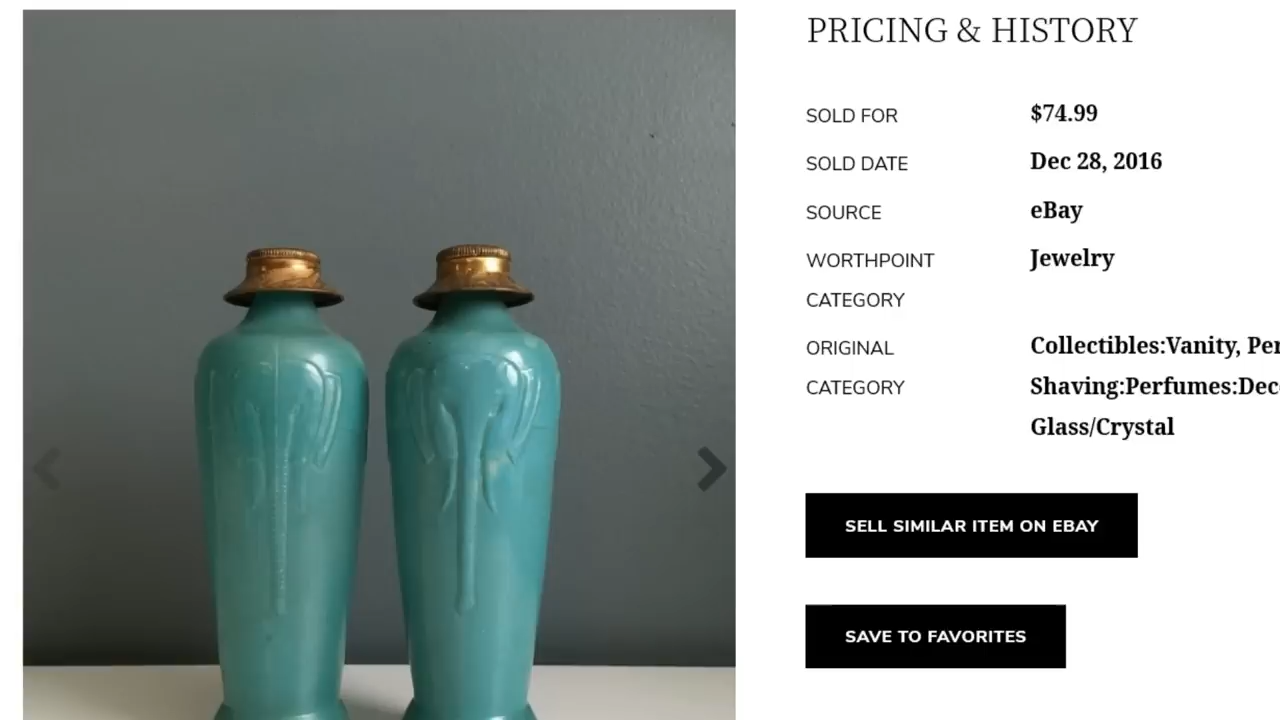 PRICING & HISTORY
SOLD FOR $74.99
SOLD DATE Dec 28, 2016
SOURCE eBay
WORTHPOINT Jewelry
CATEGORY
ORIGINAL Collectibles:Vanity,
CATEGORY Shaving:Perfumes:
Glass/Crystal
SELL SIMILAR ITEM ON EBAY
SAVE TO FAVORITES